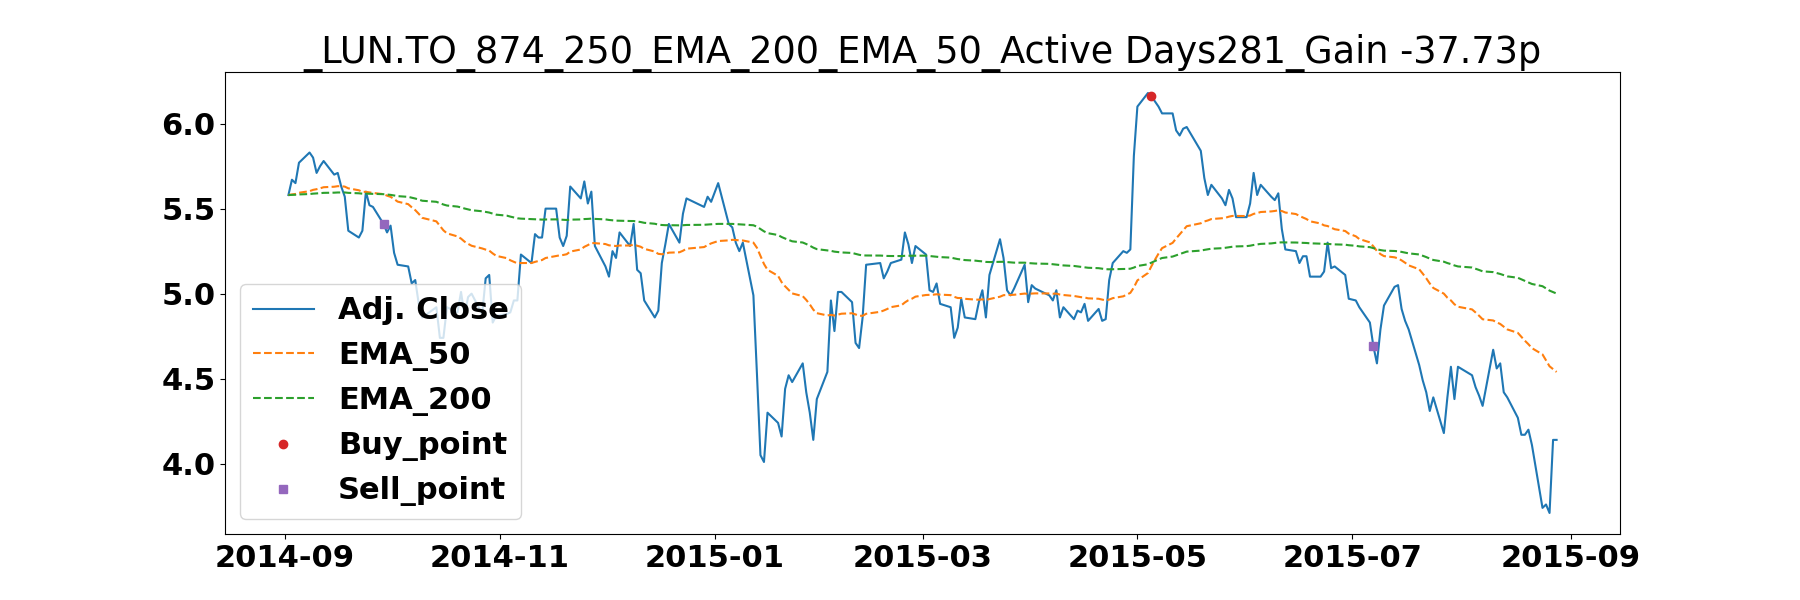 _LUN.TO_874_250_EMA_200_EMA_50_Active Days281_Gain -37.73p
6.0
5.5
5.0
4.5
4.0
Adj. Close
EMA_50
EMA_200
Buy_point
Sell_point
2014-09 2014-11 2015-01 2015-03 2015-05 2015-07 2015-09